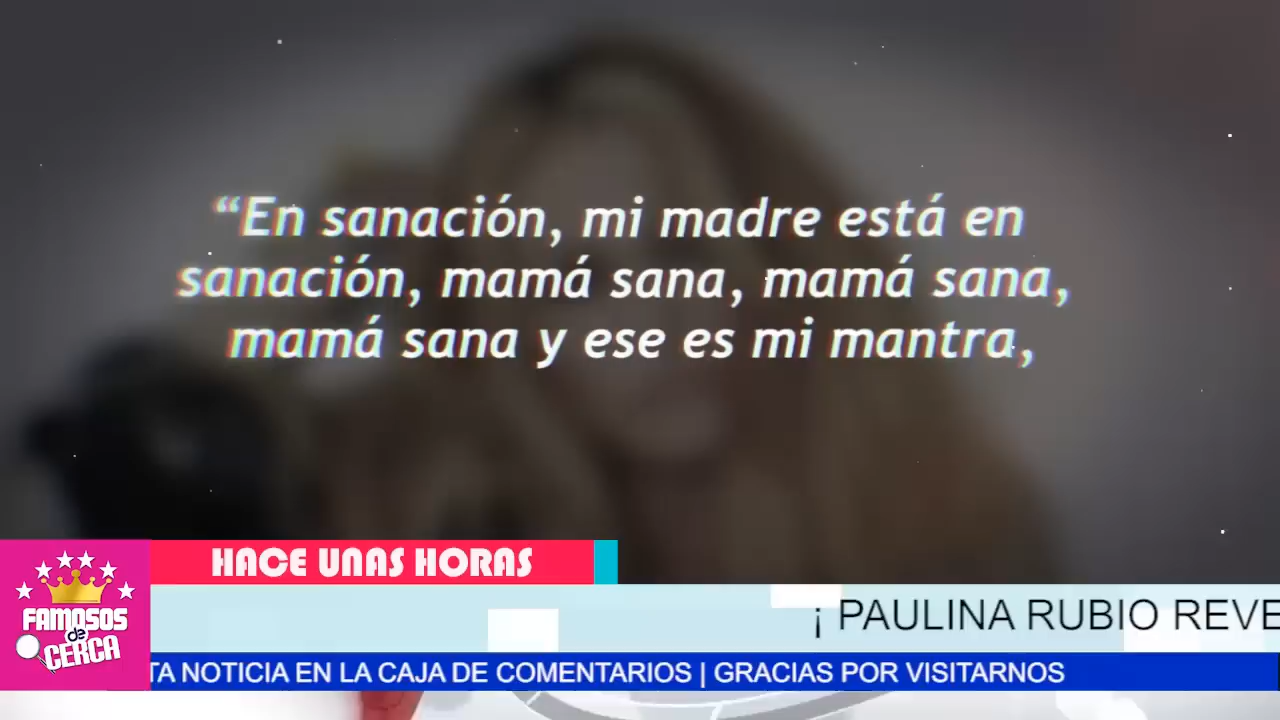 “En sanación, mi madre está en
sanación, mamá sana, mamá sana,
mamá sana y ese es mi mantra,
HACE UNAS HORAS
FAMOSOS
de
CERCA
¡ PAULINA RUBIO REVE
TA NOTICIA EN LA CAJA DE COMENTARIOS | GRACIAS POR VISITARNOS